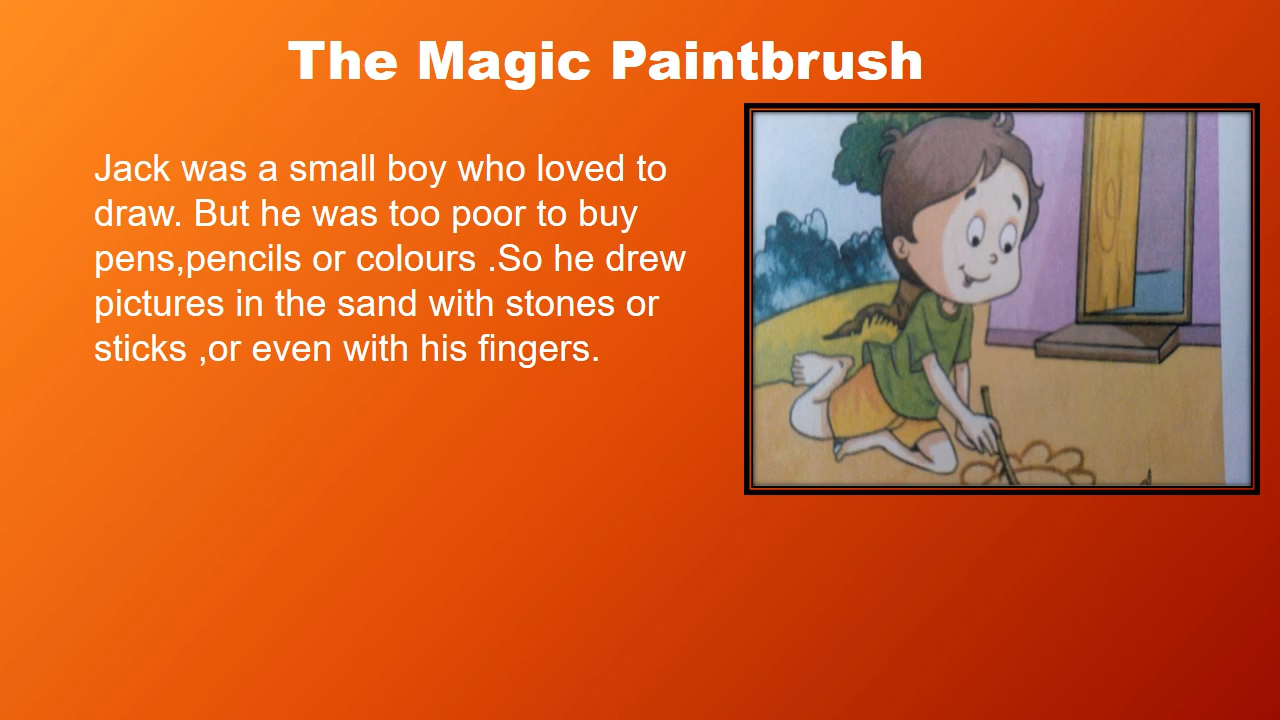 The Magic Paintbrush
Jack was a small boy who loved to
draw. But he was too poor to buy
pens,pencils or colours .So he drew
pictures in the sand with stones or
sticks ,or even with his fingers.